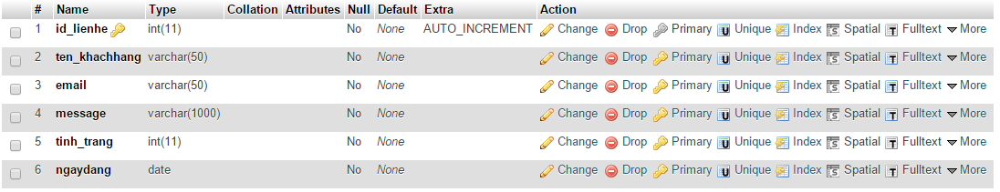 # Name Type Collation Attributes Null Default Extra Action
1 id_lienhe int(11) No None AUTO_INCREMENT Change Drop Primary Unique Index Spatial Fulltext More
2 ten_khachhang varchar(50) No None Change Drop Primary Unique Index Spatial Fulltext More
3 email varchar(50) No None Change Drop Primary Unique Index Spatial Fulltext More
4 message varchar(1000) No None Change Drop Primary Unique Index Spatial Fulltext More
5 tinh_trang int(11) No None Change Drop Primary Unique Index Spatial Fulltext More
6 ngaydang date No None Change Drop Primary Unique Index Spatial Fulltext More